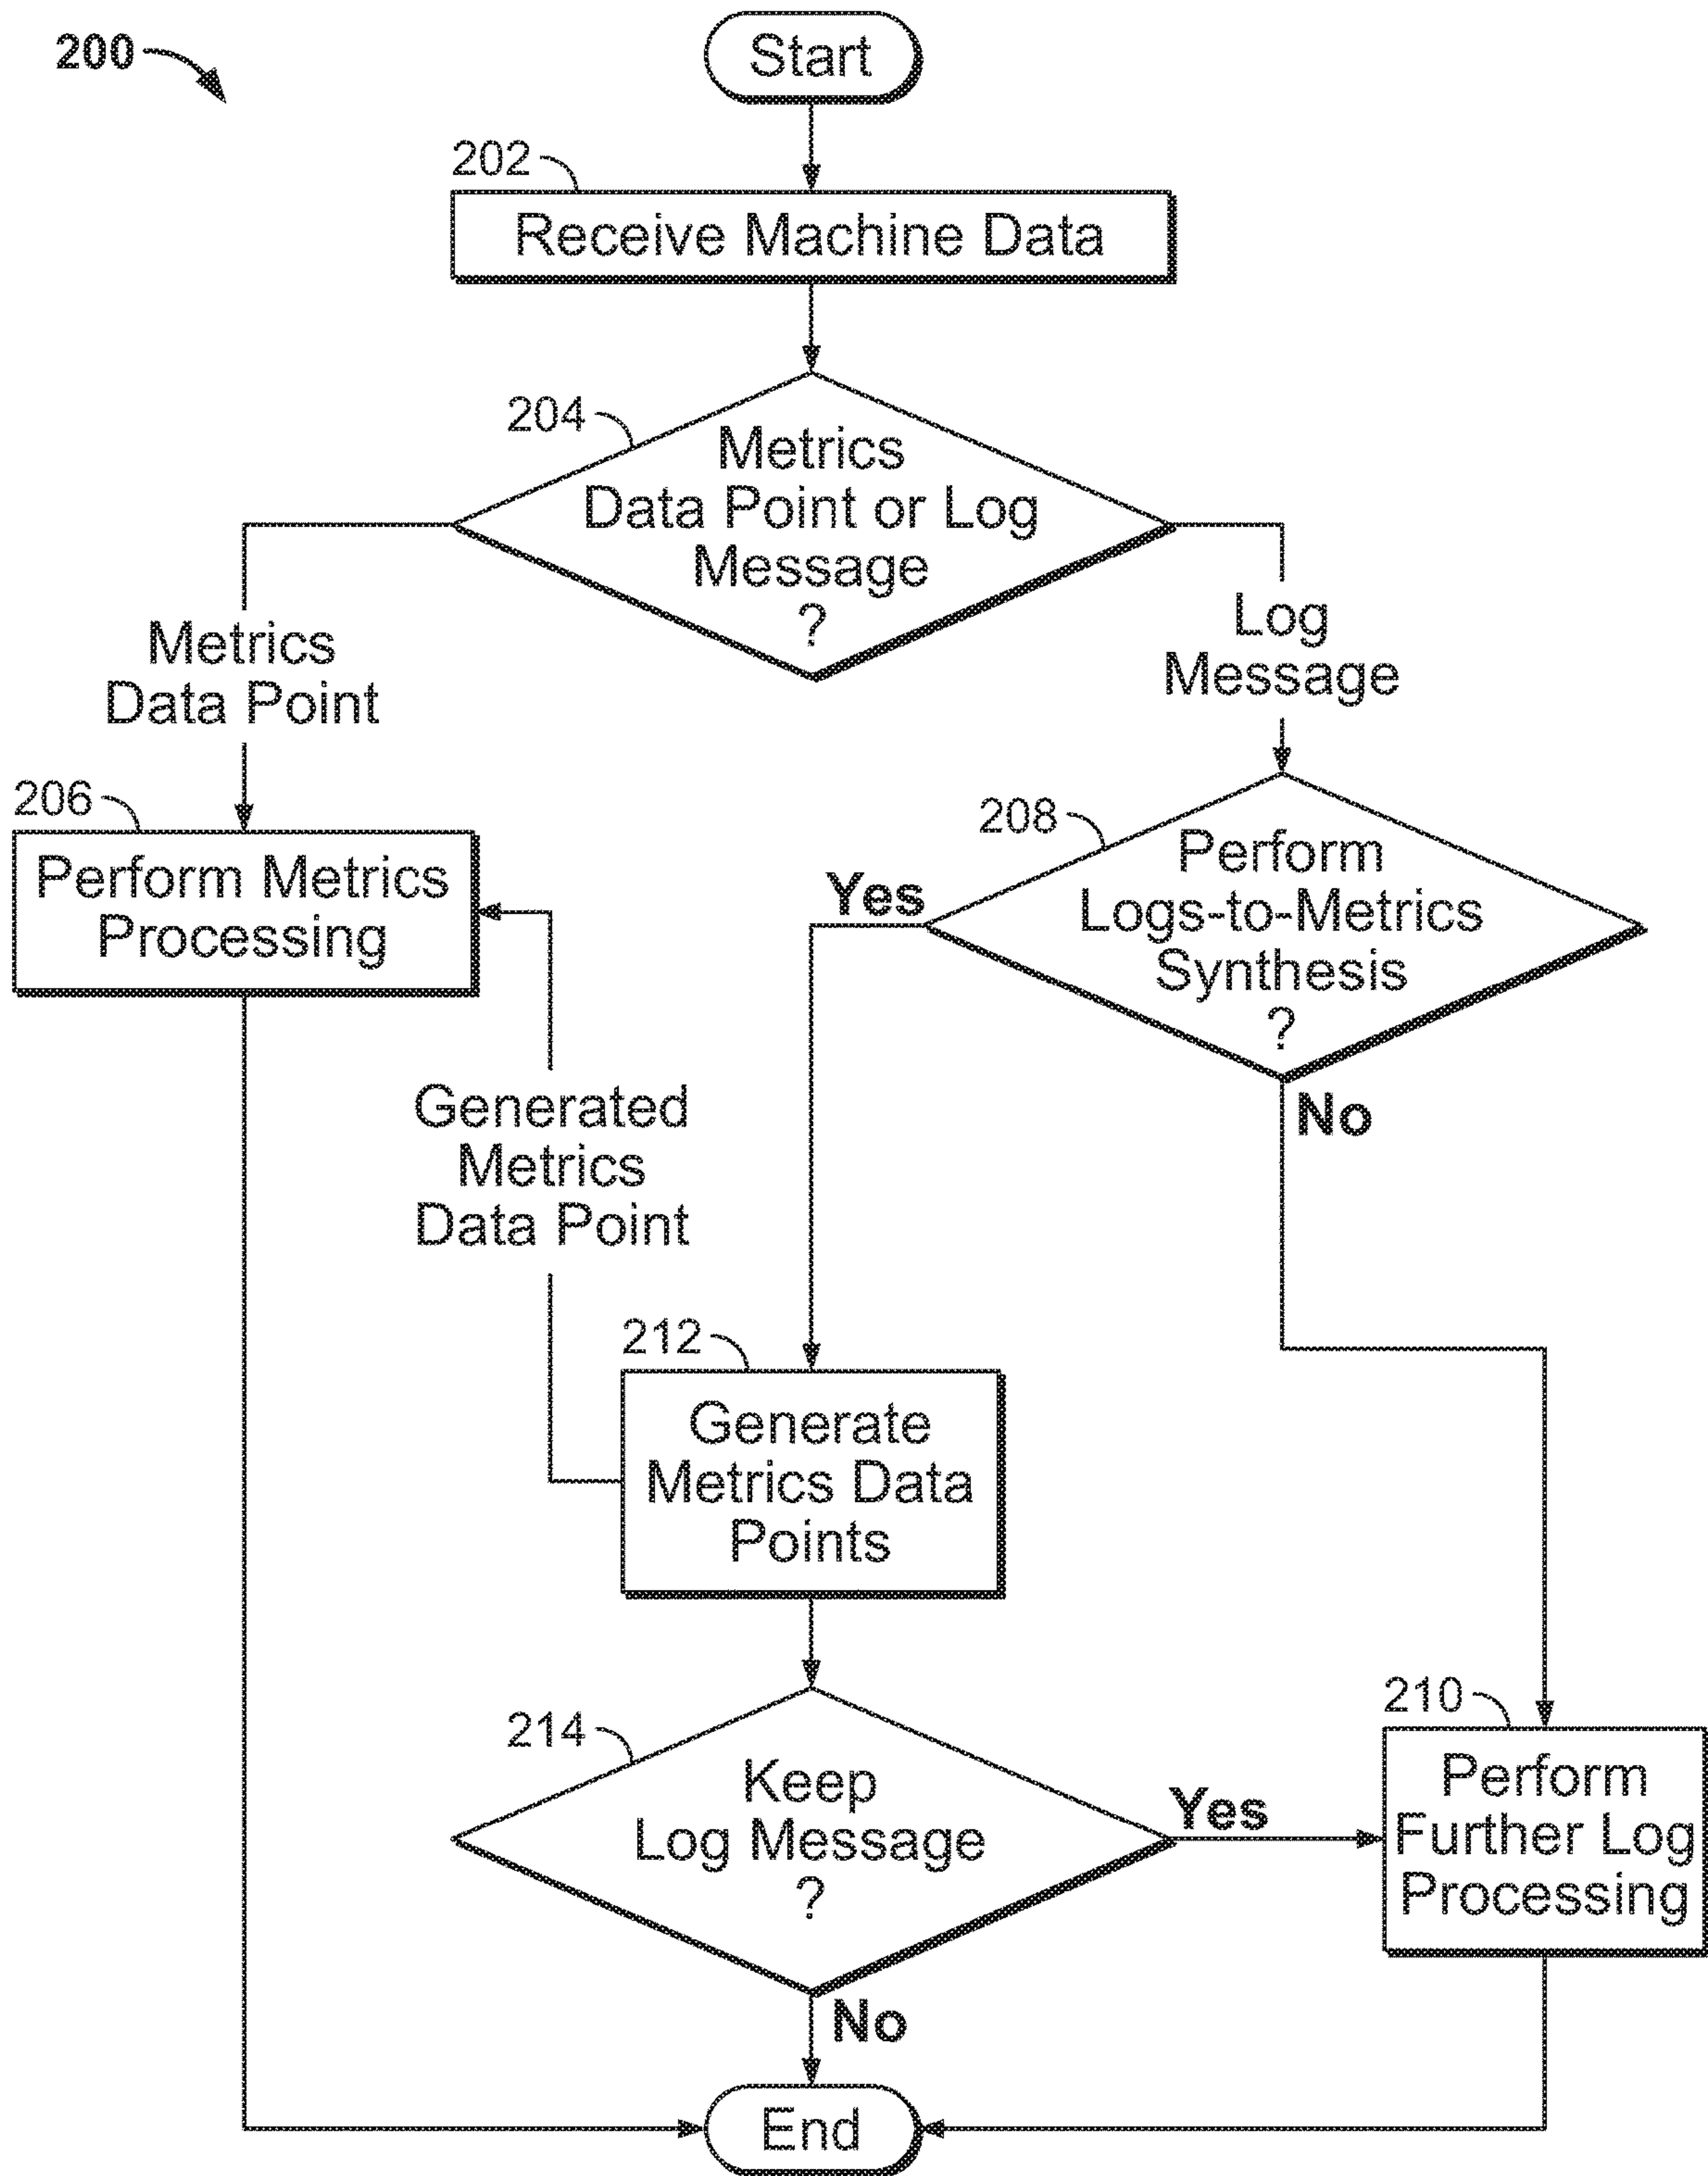 200
Start
202
Receive Machine Data
204
Metrics
Data Point or Log
Message
?
Metrics
Data Point
Log
Message
206
Perform Metrics
Processing
208
Perform
Logs-to-Metrics
Synthesis
?
Yes
No
Generated
Metrics
Data Point
212
Generate
Metrics Data
Points
214
Keep
Log Message
?
Yes
No
210
Perform
Further Log
Processing
End